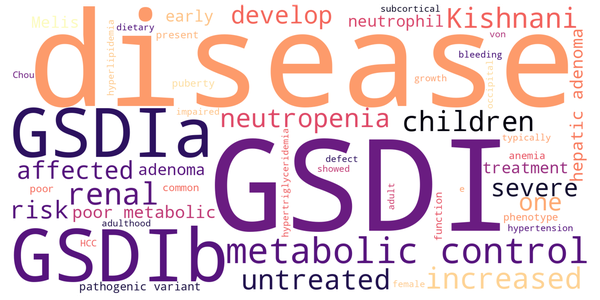 subcortical
Melis
early
develop
neutrophil
Kishnani
dietary
von
present
bleeding
disease
Chou
hyperlipidemia
puberty
growth
occipital
hepatic adenoma
impaired
GSDIa
neutropenia
children
GSDI
anemia
typically
affected
adenoma
hypertriglyceridemia
defect
showed
treatment
poor
common
renal
adult
e
severe
one
risk
poor metabolic
function
phenotype
adulthood
hypertension
GSDIb
HCC
metabolic control
untreated
female
increased
pathogenic variant